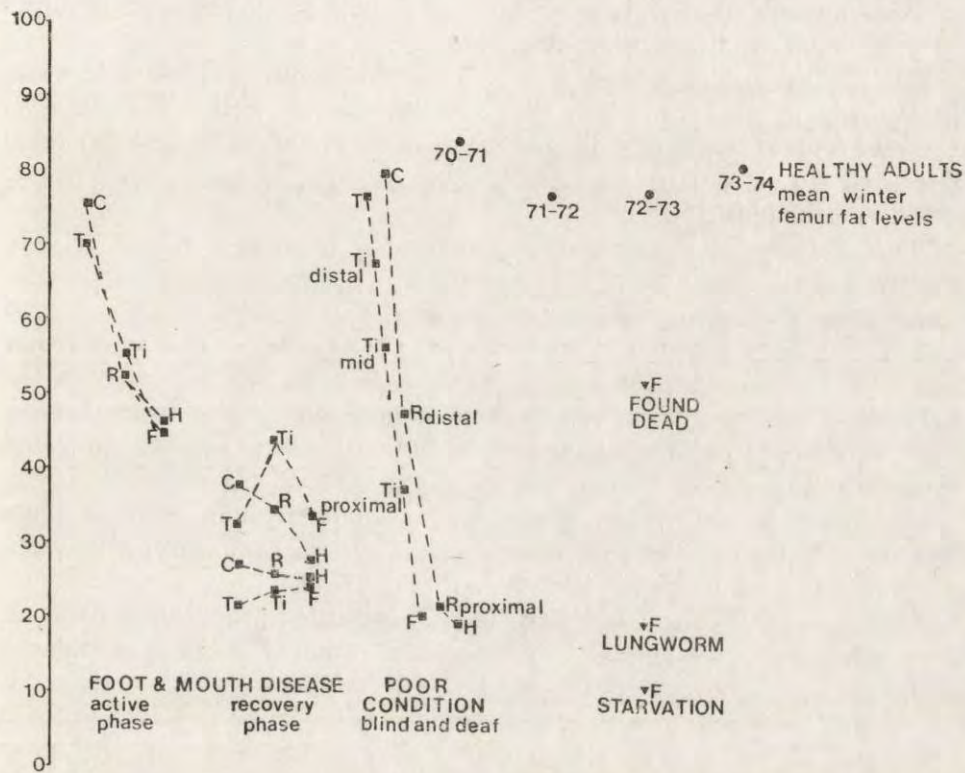 100
90
80
70
60
50
40
30
20
10
0
C
T
Ti
R
H
F
Ti
C
R
T
F
H
C
R
H
T
Ti
F
C
T
Ti
distal
Ti
mid
R distal
Ti
proximal
R proximal
F
H
70-71
71-72
72-73
73-74
HEALTHY ADULTS
mean winter
femur fat levels
F
FOUND
DEAD
F
LUNGWORM
F
STARVATION
FOOT & MOUTH DISEASE
active
phase
recovery
phase
POOR
CONDITION
blind and deaf